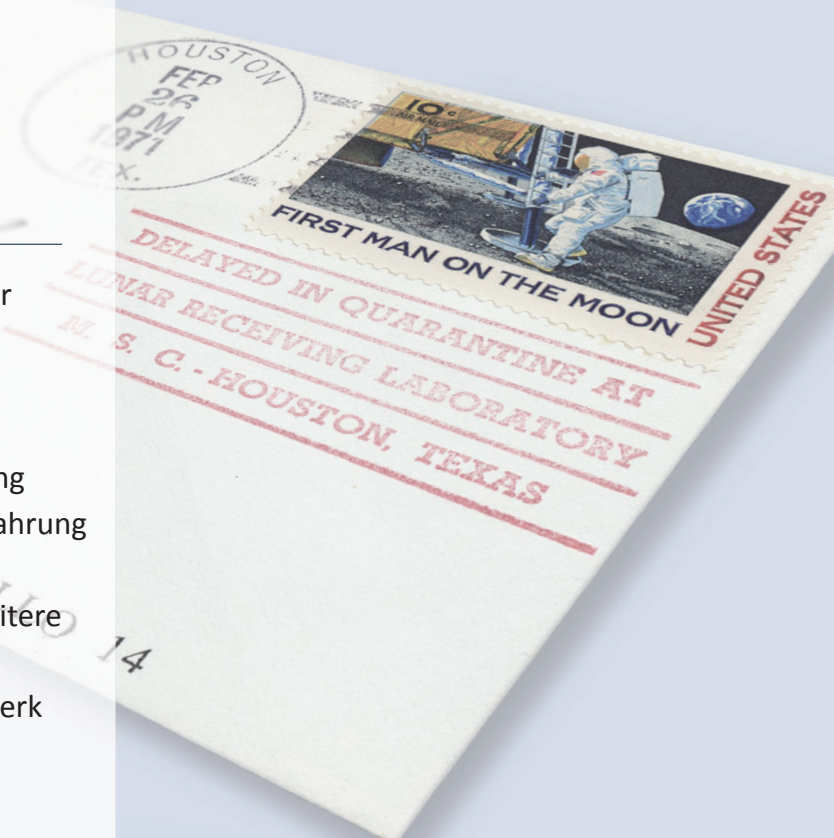 HOUSTON
FEB
26
PM
1971
TEX.
10c
AIR MAIL
FIRST MAN ON THE MOON
UNITED STATES
DELAYED IN QUARANTINE AT
LUNAR RECEIVING LABORATORY
M. S. C. - HOUSTON, TEXAS
14
r
ng
ahrung
itere
erk